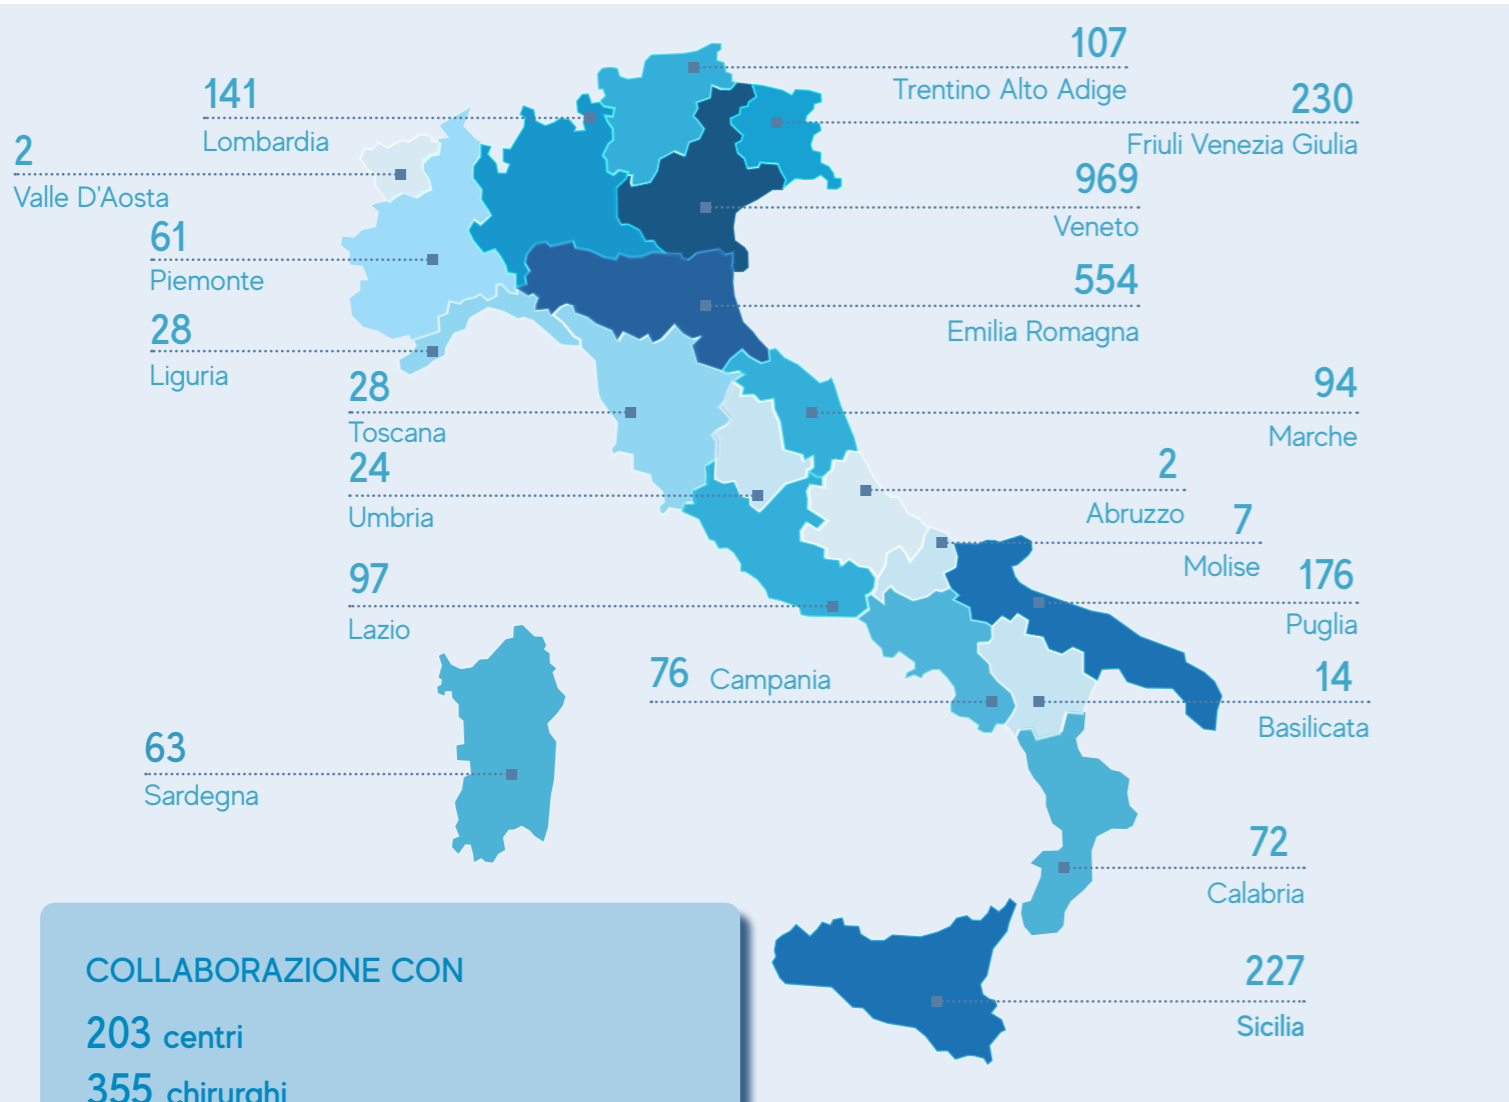 107
Trentino Alto Adige
141
Lombardia
230
Friuli Venezia Giulia
2
Valle D'Aosta
969
Veneto
61
Piemonte
554
Emilia Romagna
28
Liguria
28
Toscana
94
Marche
24
Umbria
2
Abruzzo
7
Molise
176
Puglia
97
Lazio
76 Campania
14
Basilicata
63
Sardegna
72
Calabria
227
Sicilia
COLLABORAZIONE CON
203 centri
355 chirurghi